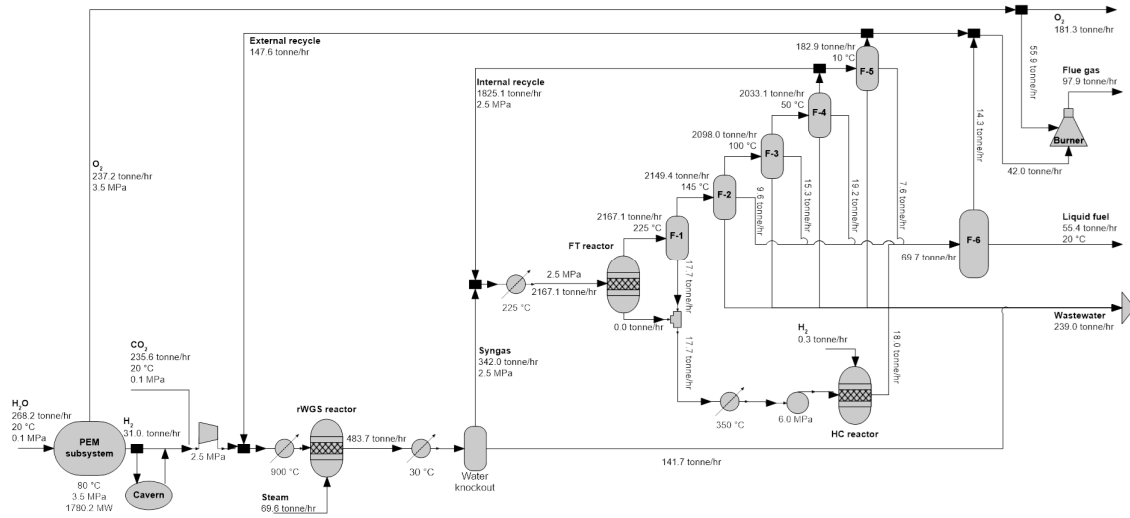 O2
181.3 tonne/hr
External recycle
147.6 tonne/hr
182.9 tonne/hr
10 °C
F-5
55.9 tonne/hr
Flue gas
97.9 tonne/hr
Burner
42.0 tonne/hr
Internal recycle
1825.1 tonne/hr
2.5 MPa
2033.1 tonne/hr
50 °C
F-4
14.3 tonne/hr
2098.0 tonne/hr
100 °C
F-3
O2
237.2 tonne/hr
3.5 MPa
2149.4 tonne/hr
145 °C
F-2
9.6 tonne/hr
15.3 tonne/hr
19.2 tonne/hr
7.6 tonne/hr
2167.1 tonne/hr
225 °C
F-1
FT reactor
F-6
69.7 tonne/hr
Liquid fuel
55.4 tonne/hr
20 °C
2.5 MPa
2167.1 tonne/hr
225 °C
17.7 tonne/hr
0.0 tonne/hr
Wastewater
239.0 tonne/hr
CO2
235.6 tonne/hr
20 °C
0.1 MPa
Syngas
342.0 tonne/hr
2.5 MPa
17.7 tonne/hr
H2
0.3 tonne/hr
18.0 tonne/hr
350 °C
6.0 MPa
HC reactor
H2O
268.2 tonne/hr
20 °C
0.1 MPa
PEM
subsystem
80 °C
3.5 MPa
1780.2 MW
H2
31.0. tonne/hr
Cavern
2.5 MPa
rWGS reactor
900 °C
483.7 tonne/hr
30 °C
Steam
69.6 tonne/hr
Water
knockout
141.7 tonne/hr